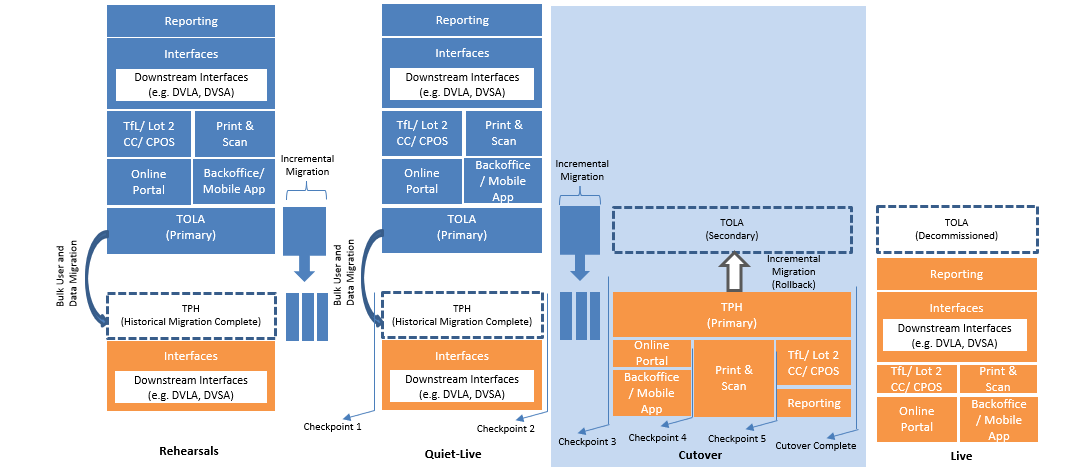 Reporting
Interfaces
Downstream Interfaces
(e.g. DVLA, DVSA)
TfL/ Lot 2
CC/ CPOS
Print &
Scan
Online
Portal
Backoffice/
Mobile App
TOLA
(Primary)
Bulk User and
Data Migration
TPH
(Historical Migration Complete)
Interfaces
Downstream Interfaces
(e.g. DVLA, DVSA)
Rehearsals
Incremental
Migration
Reporting
Interfaces
Downstream Interfaces
(e.g. DVLA, DVSA)
TfL/ Lot 2
CC/ CPOS
Print &
Scan
Online
Portal
Backoffice
/ Mobile
App
TOLA
(Primary)
Bulk User and
Data Migration
TPH
(Historical Migration Complete)
Interfaces
Downstream Interfaces
(e.g. DVLA, DVSA)
Checkpoint 1
Checkpoint 2
Quiet-Live
Incremental
Migration
TOLA
(Secondary)
Incremental
Migration
(Rollback)
TPH
(Primary)
Online
Portal
Backoffice
/ Mobile
App
Print &
Scan
TfL/ Lot 2
CC/ CPOS
Reporting
Checkpoint 3
Checkpoint 4
Checkpoint 5
Cutover Complete
Cutover
TOLA
(Decommissioned)
Reporting
Interfaces
Downstream Interfaces
(e.g. DVLA, DVSA)
TfL/ Lot 2
CC/ CPOS
Print &
Scan
Online
Portal
Backoffice
/ Mobile
App
Live